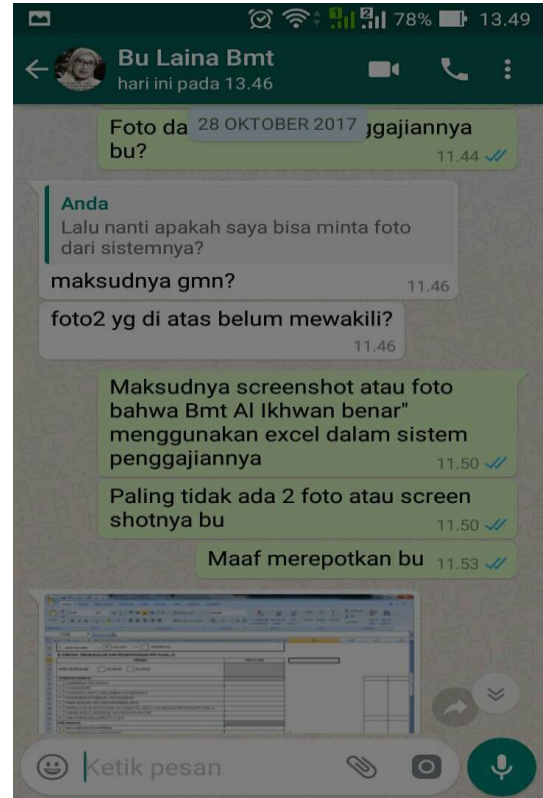 78% 13.49
Bu Laina Bmt
hari ini pada 13.46
Foto da 28 OKTOBER 2017 ggajiannya
bu?
11.44
Anda
Lalu nanti apakah saya bisa minta foto
dari sistemnya?
maksudnya gmn?
11.46
foto2 yg di atas belum mewakili?
11.46
Maksudnya screenshot atau foto
bahwa Bmt Al Ikhwan benar"
menggunakan excel dalam sistem
penggajiannya
11.50
Paling tidak ada 2 foto atau screen
shotnya bu
11.50
Maaf merepotkan bu 11.53
Ketik pesan